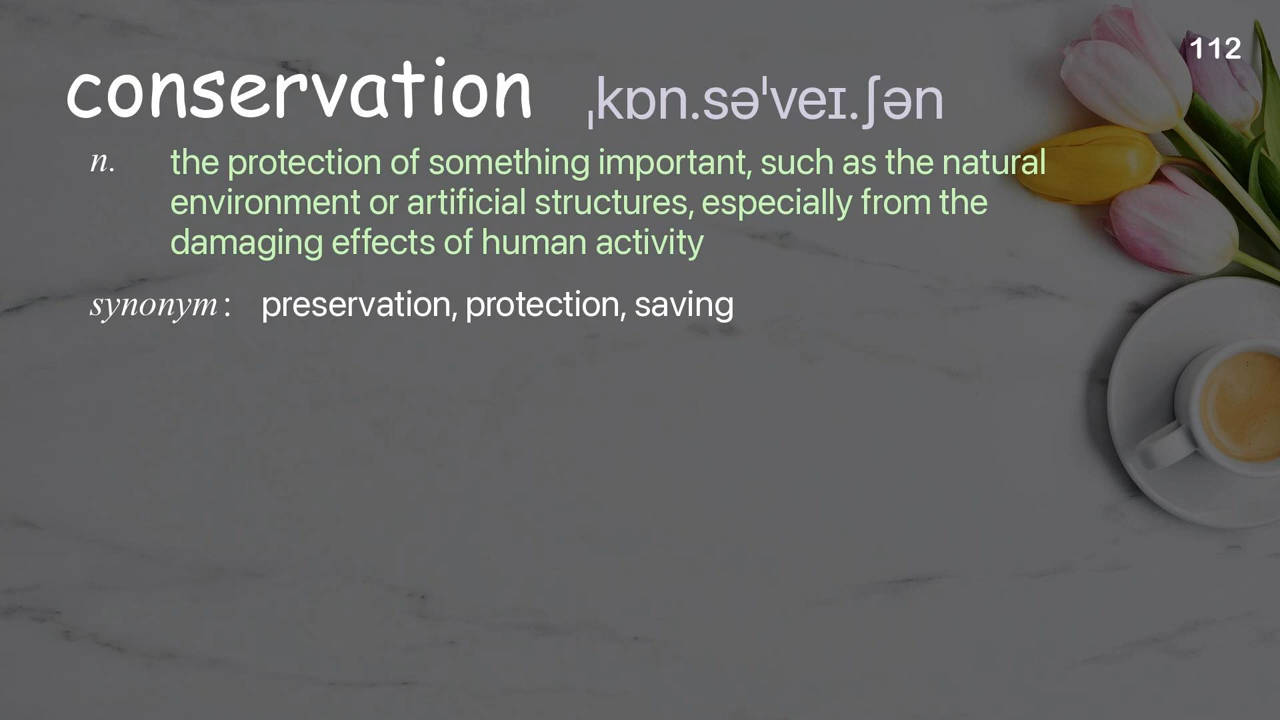 112
conservation ˌkɒn.səˈveɪ.ʃən
n. the protection of something important, such as the natural
environment or artificial structures, especially from the
damaging effects of human activity
synonym: preservation, protection, saving